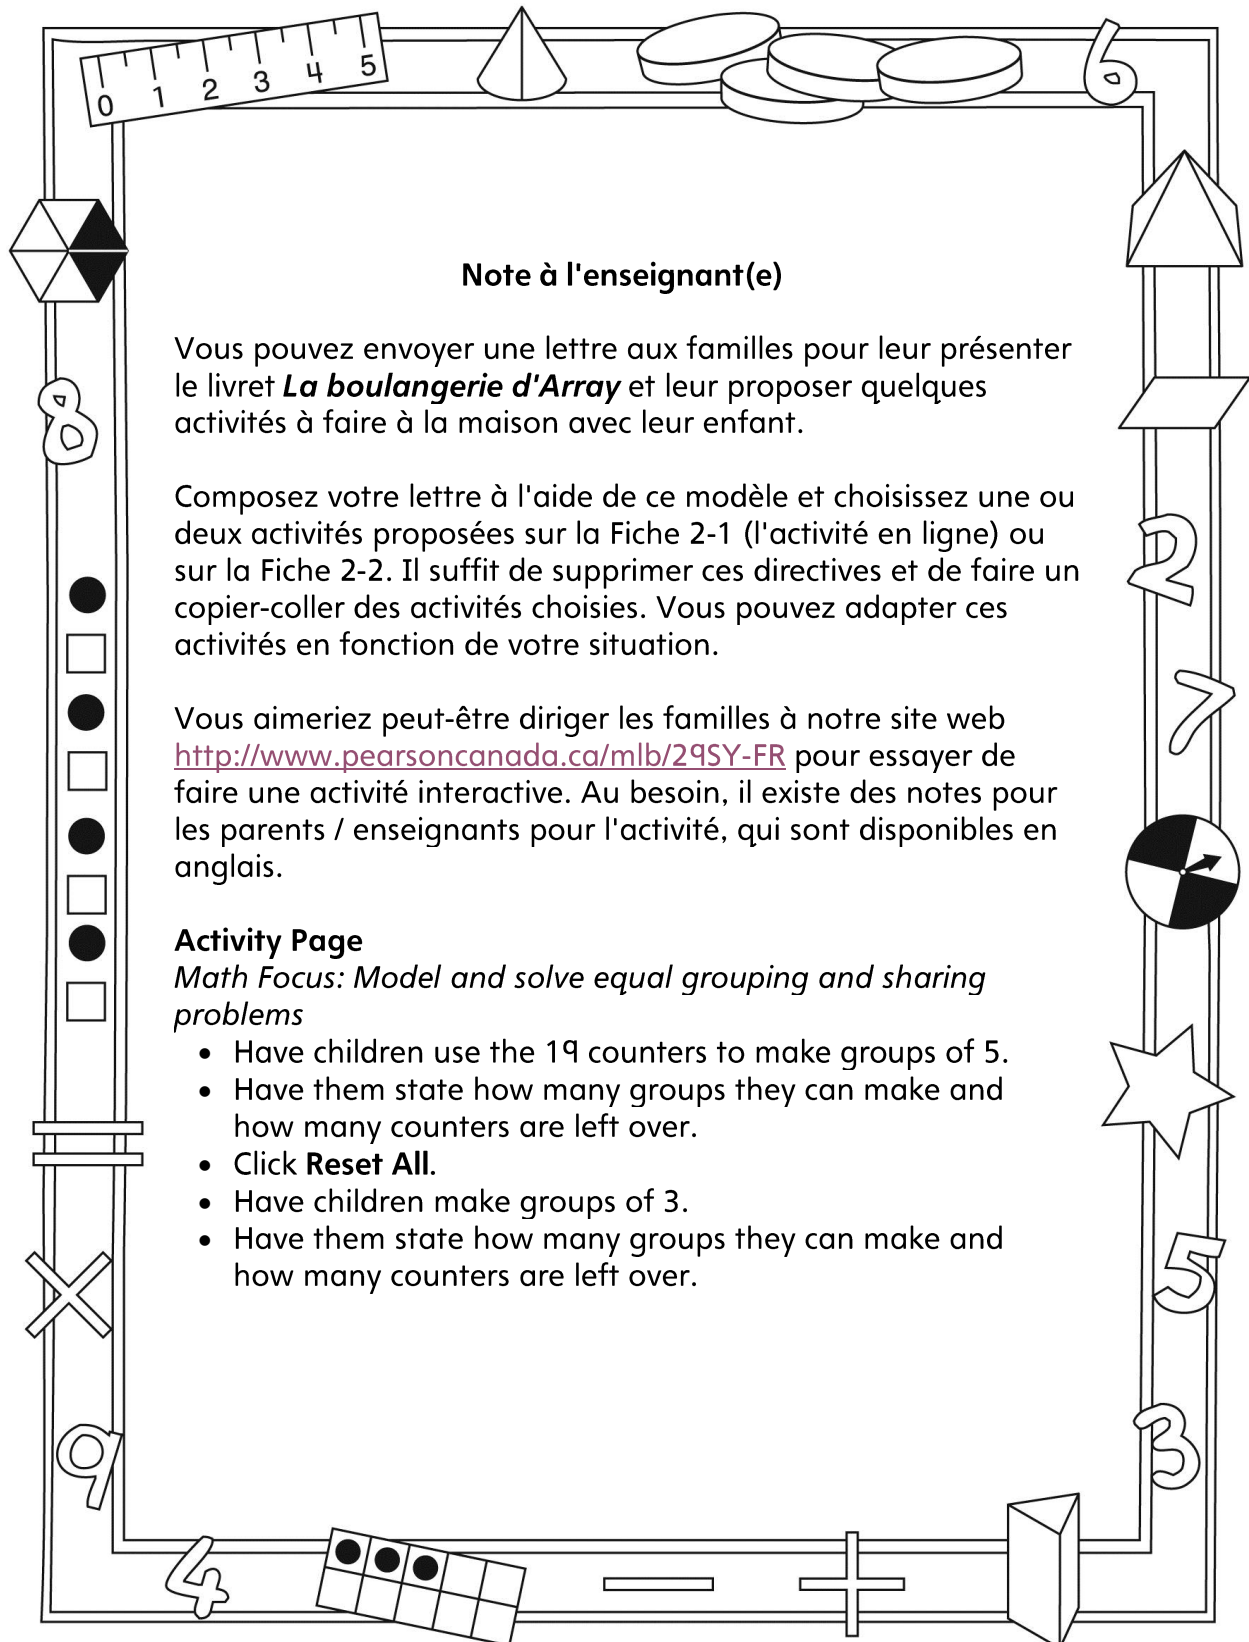 0 1 2 3 4 5
6
8
2
7
5
9
3
4
Note à l'enseignant(e)
Vous pouvez envoyer une lettre aux familles pour leur présenter
le livret La boulangerie d'Array et leur proposer quelques
activités à faire à la maison avec leur enfant.
Composez votre lettre à l'aide de ce modèle et choisissez une ou
deux activités proposées sur la Fiche 2-1 (l'activité en ligne) ou
sur la Fiche 2-2. Il suffit de supprimer ces directives et de faire un
copier-coller des activités choisies. Vous pouvez adapter ces
activités en fonction de votre situation.
Vous aimeriez peut-être diriger les familles à notre site web
http://www.pearsoncanada.ca/mlb/29SY-FR pour essayer de
faire une activité interactive. Au besoin, il existe des notes pour
les parents / enseignants pour l'activité, qui sont disponibles en
anglais.
Activity Page
Math Focus: Model and solve equal grouping and sharing
problems
• Have children use the 19 counters to make groups of 5.
• Have them state how many groups they can make and
how many counters are left over.
• Click Reset All.
• Have children make groups of 3.
• Have them state how many groups they can make and
how many counters are left over.